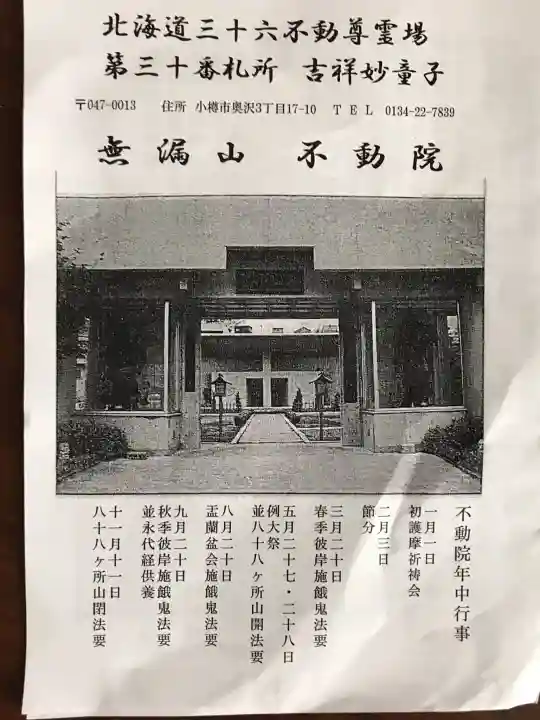 北海道三十六不動尊霊場
第三十番札所 吉祥妙童子
〒047-0013 住所 小樽市奥沢3丁目17-10 TEL 0134-22-7839
無漏山 不動院
不動院年中行事
一月一日
初護摩祈祷会
二月三日
節分
三月二十日
春季彼岸施餓鬼法要
五月二十七・二十八日
例大祭
並八十八ヶ所山開法要
八月二十日
盂蘭盆会施餓鬼法要
九月二十日
秋季彼岸施餓鬼法要
並永代経供養
十一月十一日
八十八ヶ所山閉法要